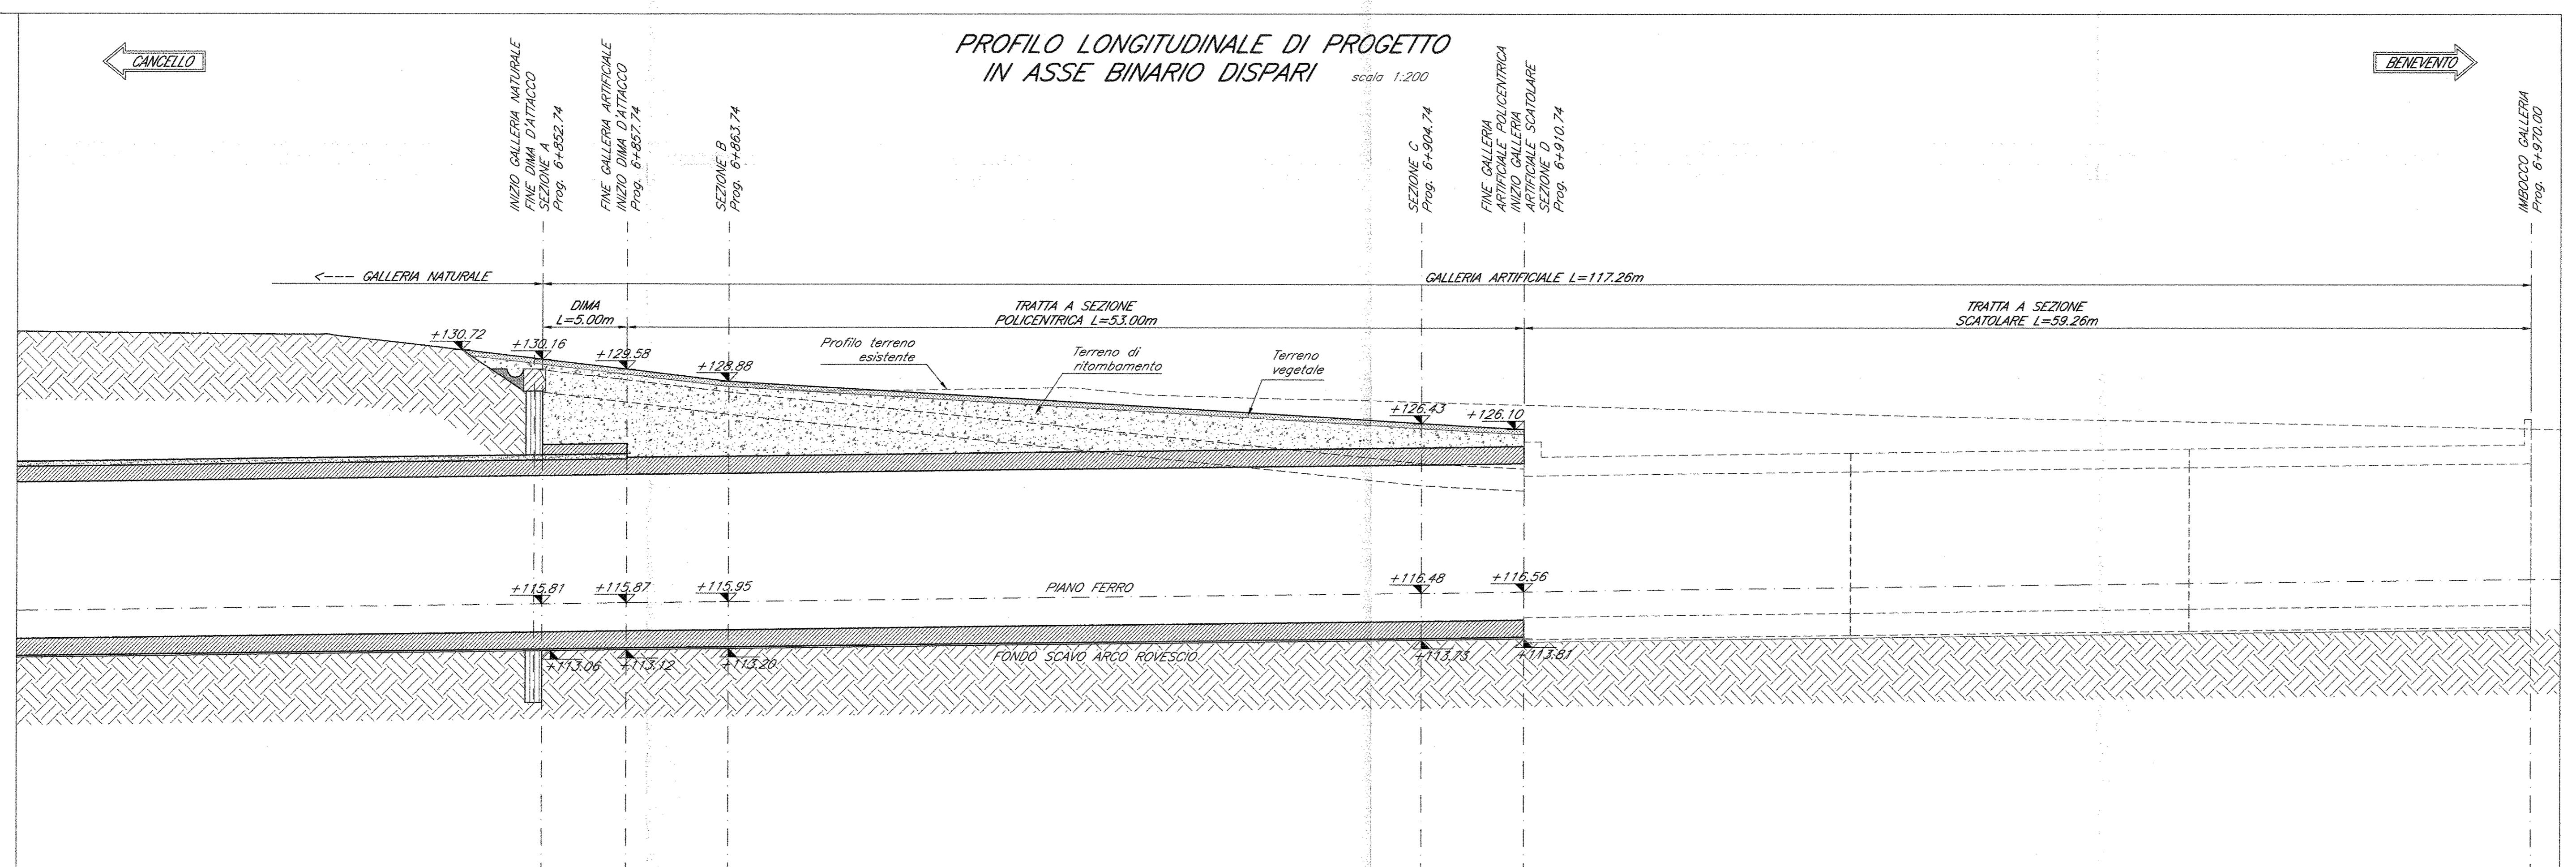 PROFILO LONGITUDINALE DI PROGETTO
IN ASSE BINARIO DISPARI scala 1:200
CANCELLO
BENEVENTO
INIZIO GALLERIA NATURALE
FINE DIMA D'ATTACCO
SEZIONE A
Prog. 6+852.74
FINE GALLERIA ARTIFICIALE
INIZIO DIMA D'ATTACCO
Prog. 6+857.74
SEZIONE B
Prog. 6+863.74
SEZIONE C
Prog. 6+904.74
FINE GALLERIA
ARTIFICIALE POLICENTRICA
INIZIO GALLERIA
ARTIFICIALE SCATOLARE
SEZIONE D
Prog. 6+910.74
IMBOCCO GALLERIA
Prog. 6+970.00
<--- GALLERIA NATURALE
GALLERIA ARTIFICIALE L=117.26m
DIMA
L=5.00m
TRATTA A SEZIONE
POLICENTRICA L=53.00m
TRATTA A SEZIONE
SCATOLARE L=59.26m
+130.72
+130.16
+129.58
+128.88
Profilo terreno
esistente
Terreno di
ritombamento
Terreno
vegetale
+126.43
+126.10
+115.81
+115.87
+115.95
PIANO FERRO
+116.48
+116.56
+113.06
+113.12
+113.20
FONDO SCAVO ARCO ROVESCIO
+113.73
+113.81